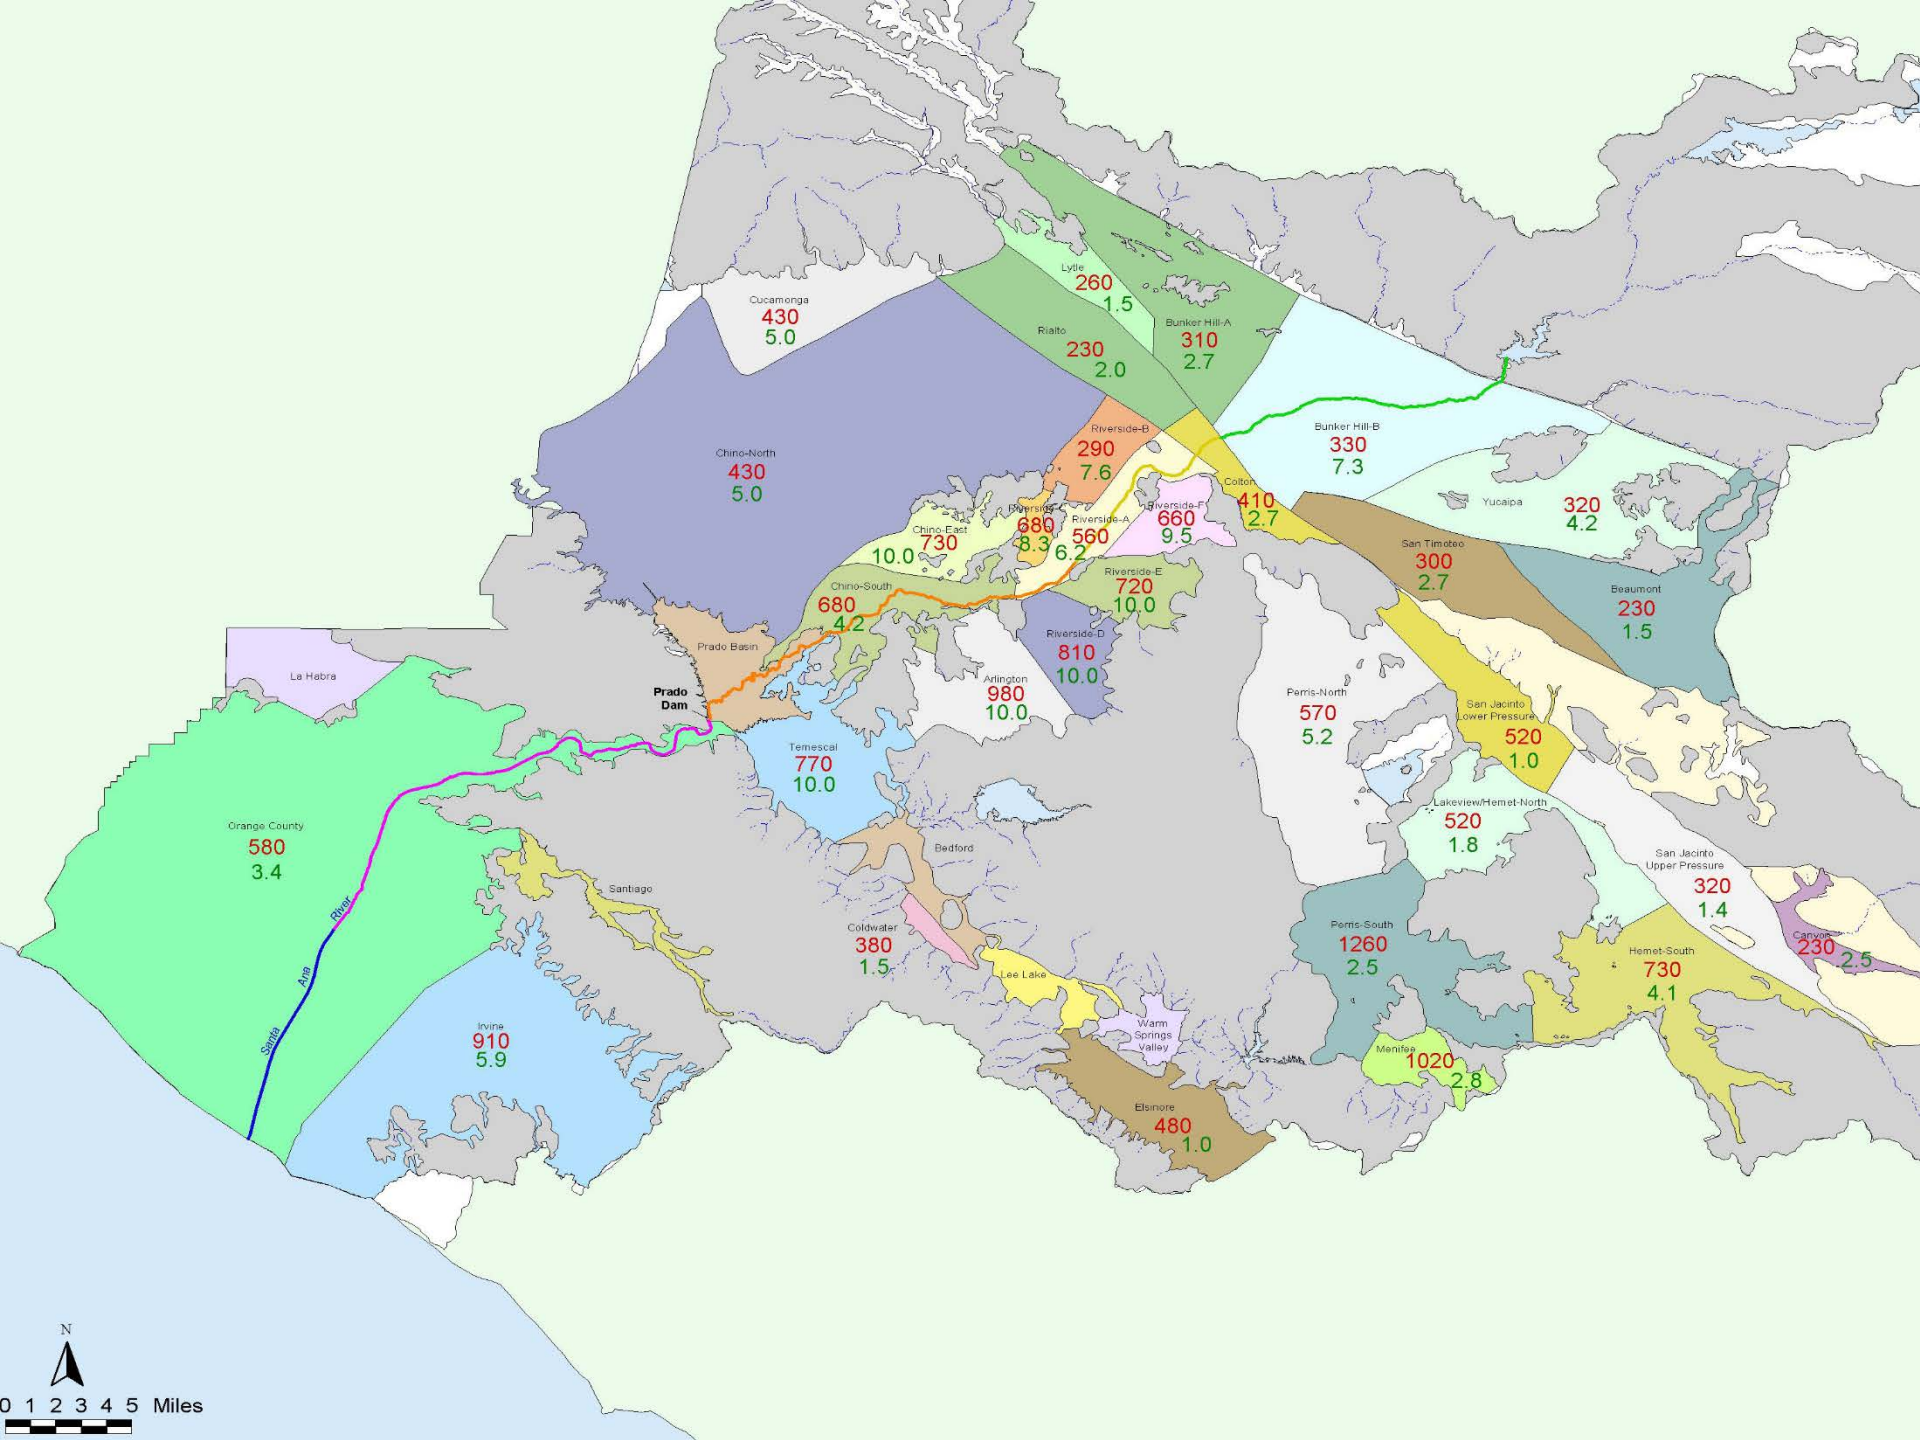 Lytle
260
1.5
Cucamonga
430
5.0
Bunker Hill-A
310
2.7
Rialto
230
2.0
Riverside-B
290
7.6
Bunker Hill-B
330
7.3
Chino-North
430
5.0
Colton
410
2.7
Yucaipa
320
4.2
Riverside-F
660
9.5
Riverside-A
560
6.2
680
8.3
Chino-East
730
10.0
San Timoteo
300
2.7
Riverside-E
720
10.0
Chino-South
680
4.2
Beaumont
230
1.5
Prado Basin
Riverside-D
810
10.0
La Habra
Prado
Dam
Arlington
980
10.0
Perris-North
570
5.2
San Jacinto
Lower Pressure
520
1.0
Temescal
770
10.0
Lakeview/Hemet-North
520
1.8
Orange County
580
3.4
Bedford
San Jacinto
Upper Pressure
320
1.4
Santiago
River
Ana
Santa
Coldwater
380
1.5
Perris-South
1260
2.5
Canyon
230
2.5
Hemet-South
730
4.1
Lee Lake
Irvine
910
5.9
Warm
Springs
Valley
Menifee
1020
2.8
Elsinore
480
1.0
N
0 1 2 3 4 5 Miles